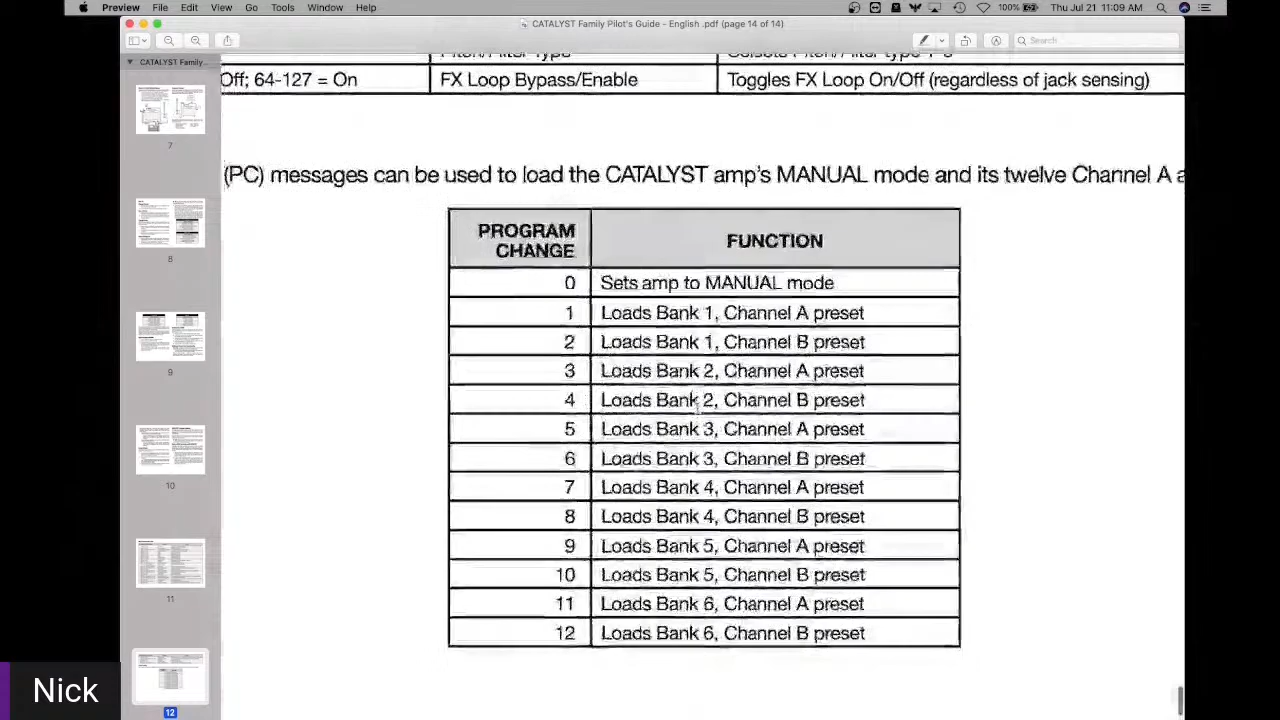 Preview File Edit View Go Tools Window Help 100% Thu Jul 21 11:09 AM
CATALYST Family Pilot's Guide - English .pdf (page 14 of 14)
Search
CATALYST Family...
7
8
9
10
11
12
Off; 64-127 = On FX Loop Bypass/Enable Toggles FX Loop On/Off (regardless of jack sensing)
(PC) messages can be used to load the CATALYST amp's MANUAL mode and its twelve Channel A
PROGRAM CHANGE FUNCTION
0 Sets amp to MANUAL mode
1 Loads Bank 1, Channel A preset
2 Loads Bank 1, Channel B preset
3 Loads Bank 2, Channel A preset
4 Loads Bank 2, Channel B preset
5 Loads Bank 3, Channel A preset
6 Loads Bank 3, Channel B preset
7 Loads Bank 4, Channel A preset
8 Loads Bank 4, Channel B preset
9 Loads Bank 5, Channel A preset
10 Loads Bank 5, Channel B preset
11 Loads Bank 6, Channel A preset
12 Loads Bank 6, Channel B preset
Nick